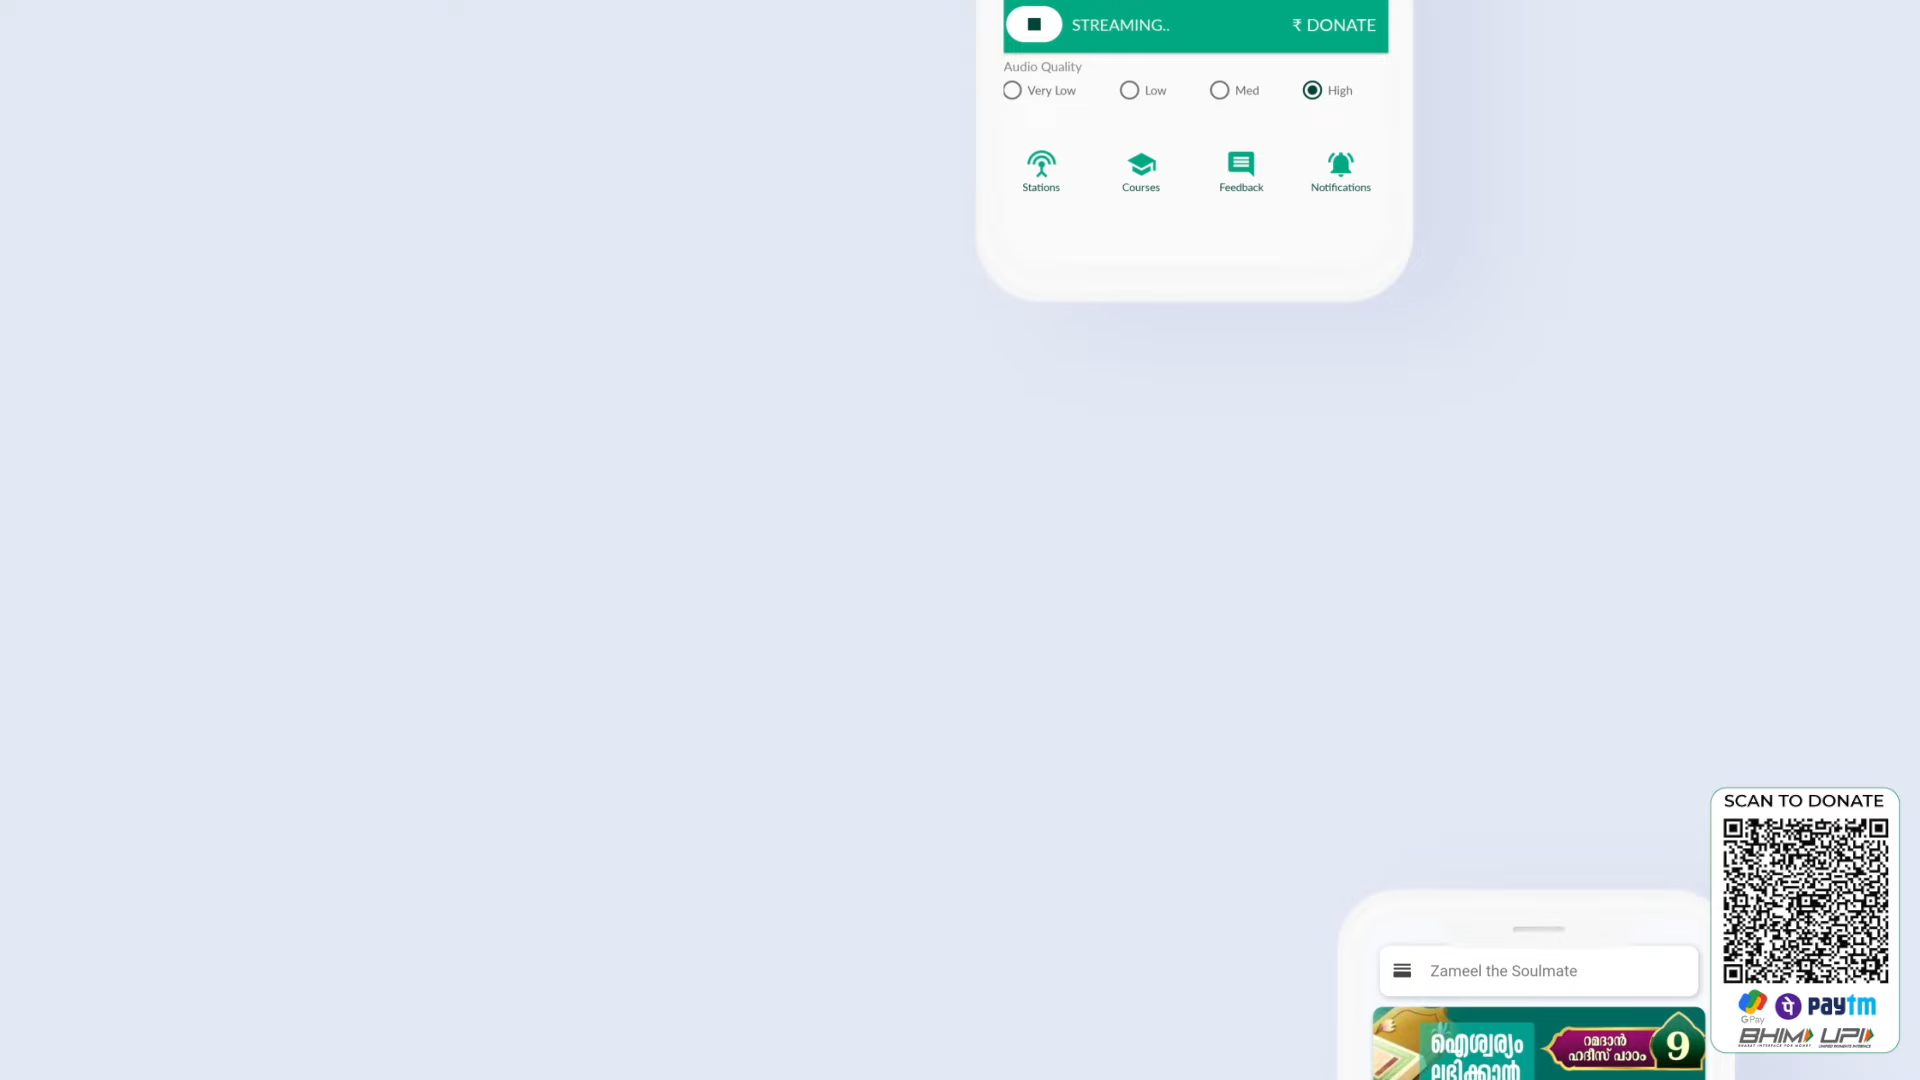 STREAMING..
₹ DONATE
Audio Quality
Very Low
Low
Med
High
Stations
Courses
Feedback
Notifications
SCAN TO DONATE
GPay
paytm
BHIM UPI
Zameel the Soulmate
ഐശ്വര്യം
ലഭിക്കാൻ
റമദാൻ
ഹദീസ് പാഠം
9